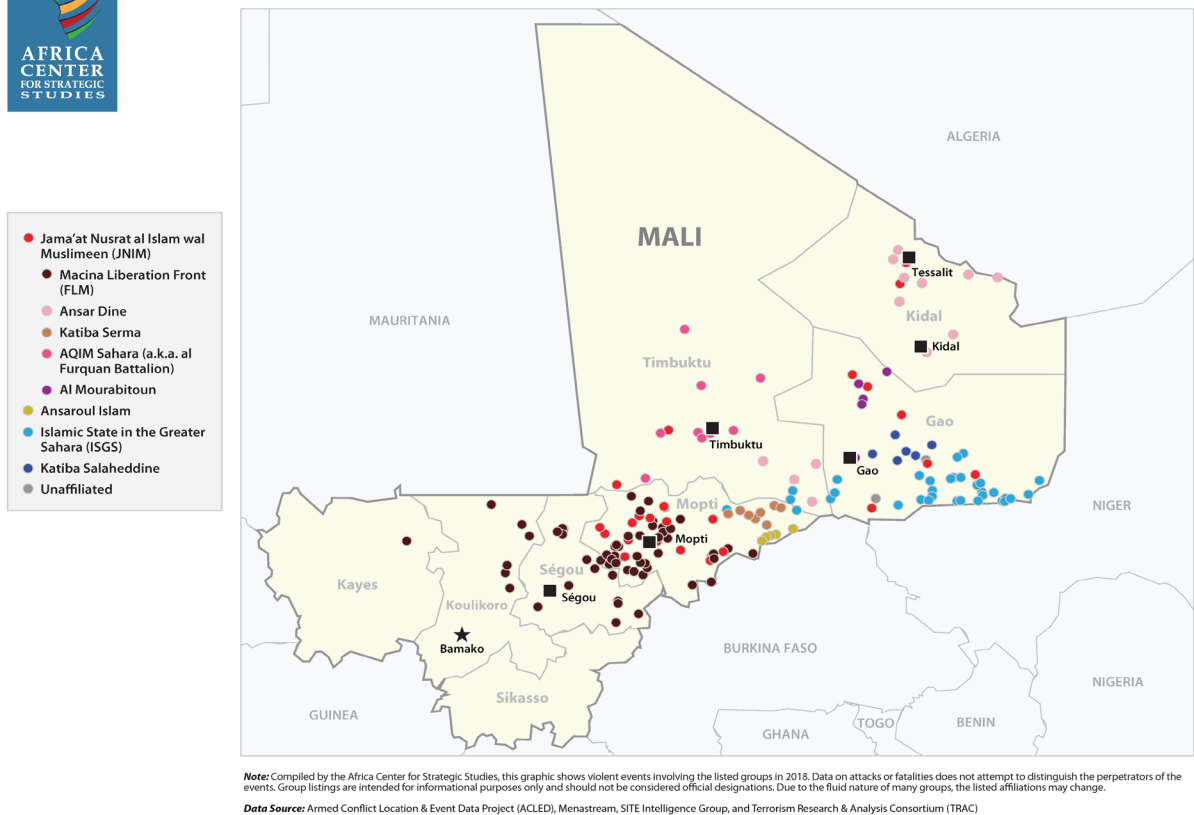 AFRICA
CENTER
FOR STRATEGIC
STUDIES
Jama'at Nusrat al Islam wal
Muslimeen (JNIM)
Macina Liberation Front
(FLM)
Ansar Dine
Katiba Serma
AQIM Sahara (a.k.a. al
Furquan Battalion)
Al Mourabitoun
Ansaroul Islam
Islamic State in the Greater
Sahara (ISGS)
Katiba Salaheddine
Unaffiliated
ALGERIA
MALI
Tessalit
MAURITANIA
Kidal
Kidal
Timbuktu
Gao
Timbuktu
Gao
Mopti
NIGER
Mopti
Ségou
Kayes
Ségou
Koulikoro
Bamako
BURKINA FASO
NIGERIA
Sikasso
GUINEA
TOGO
BENIN
GHANA
Note: Compiled by the Africa Center for Strategic Studies, this graphic shows violent events involving the listed groups in 2018. Data on attacks or fatalities does not attempt to distinguish the perpetrators of the
events. Group listings are intended for informational purposes only and should not be considered official designations. Due to the fluid nature of many groups, the listed affiliations may change.
Data Source: Armed Conflict Location & Event Data Project (ACLED), Menastream, SITE Intelligence Group, and Terrorism Research & Analysis Consortium (TRAC)